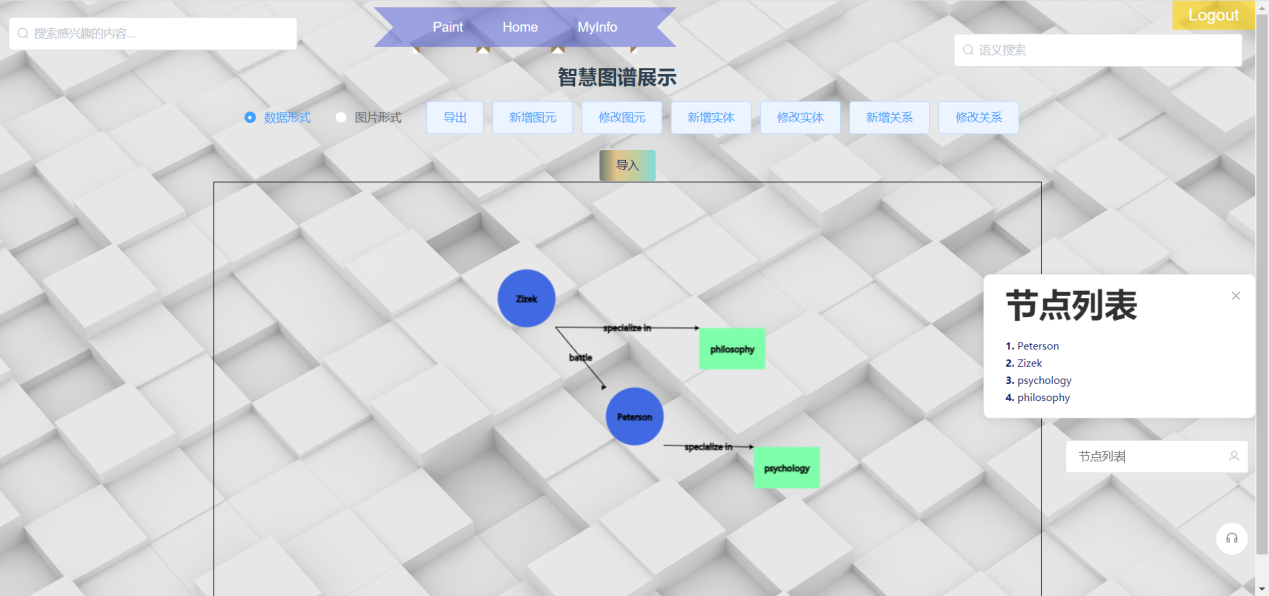 Paint Home MyInfo
Logout
搜索感兴趣的内容...
语义搜索
智慧图谱展示
数据形式 图片形式 导出 新增图元 修改图元 新增实体 修改实体 新增关系 修改关系
导入
Zizek
specialize in
philosophy
battle
Peterson
specialize in
psychology
节点列表
1. Peterson
2. Zizek
3. psychology
4. philosophy
节点列表